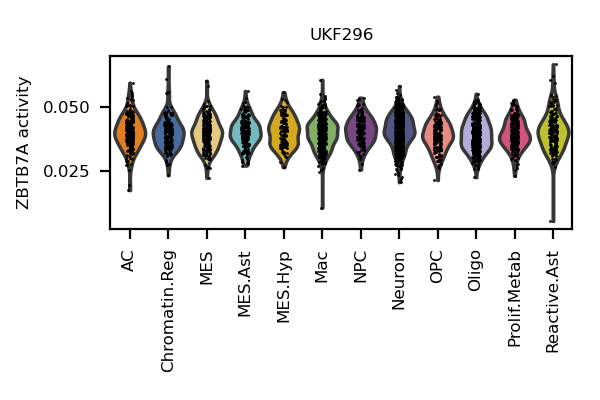 UKF296
ZBTB7A activity
0.050
0.025
AC
Chromatin.Reg
MES
MES.Ast
MES.Hyp
Mac
NPC
Neuron
OPC
Oligo
Prolif.Metab
Reactive.Ast